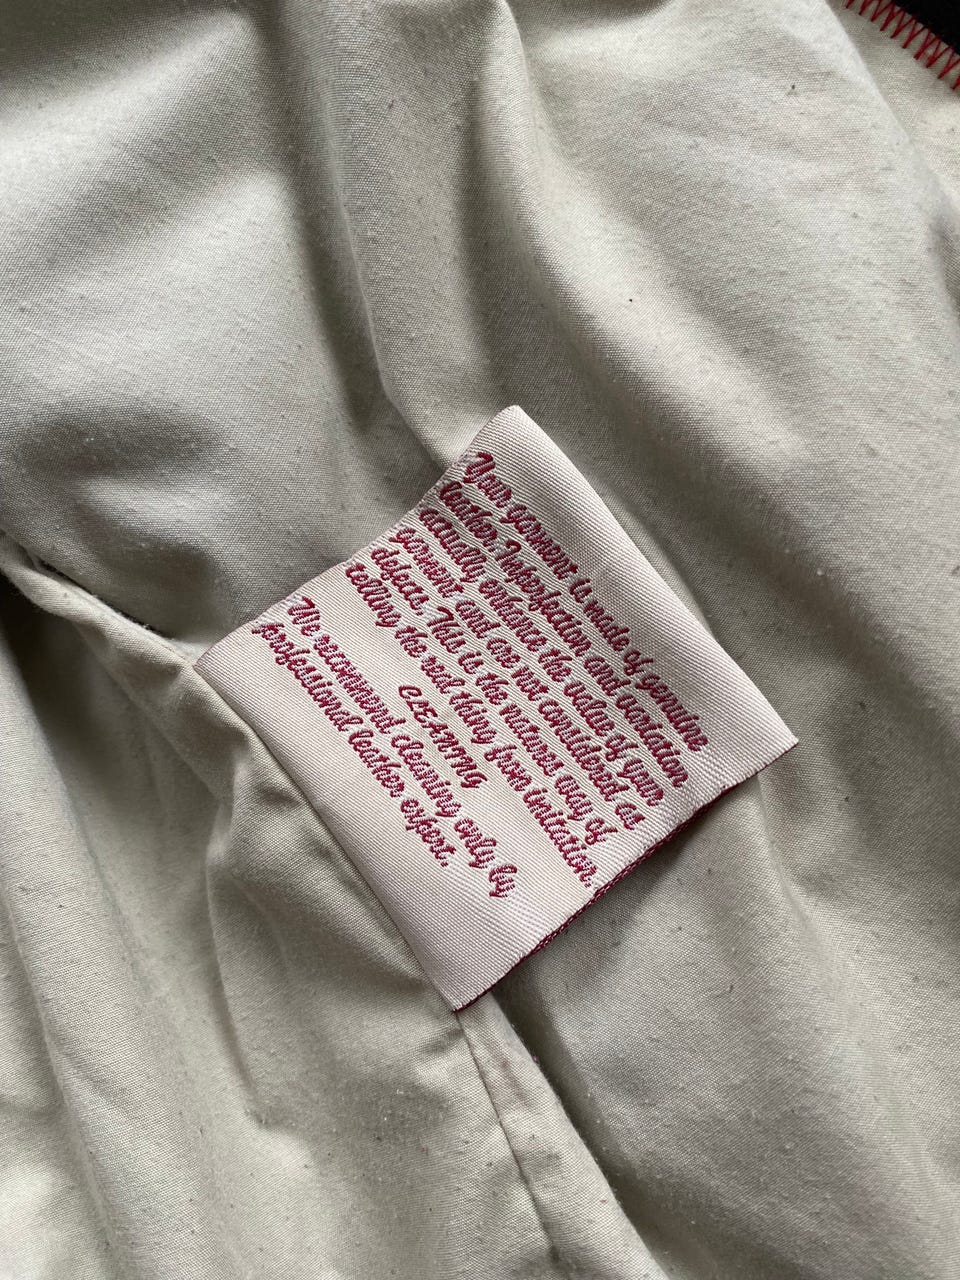 Your garment is made of genuine
leather. Imperfection and variation
actually enhance the value of your
garment and are not considered as
defects. This is the natures way of
telling the real thing from imitation.
CLEANING
We recommend cleaning only by
professional leather expert.